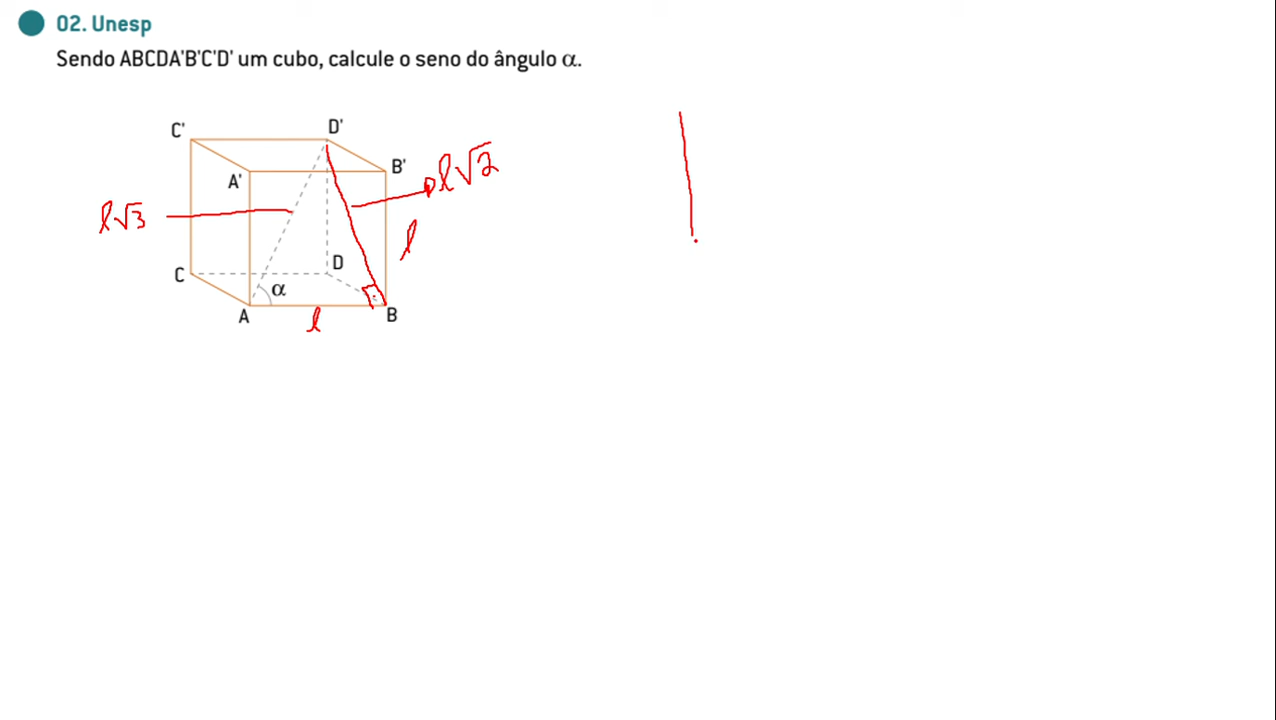 02. Unesp
Sendo ABCDA'B'C'D' um cubo, calcule o seno do ângulo α.
C'
D'
A'
B'
l√2
l√3
l
C
D
α
A
l
B